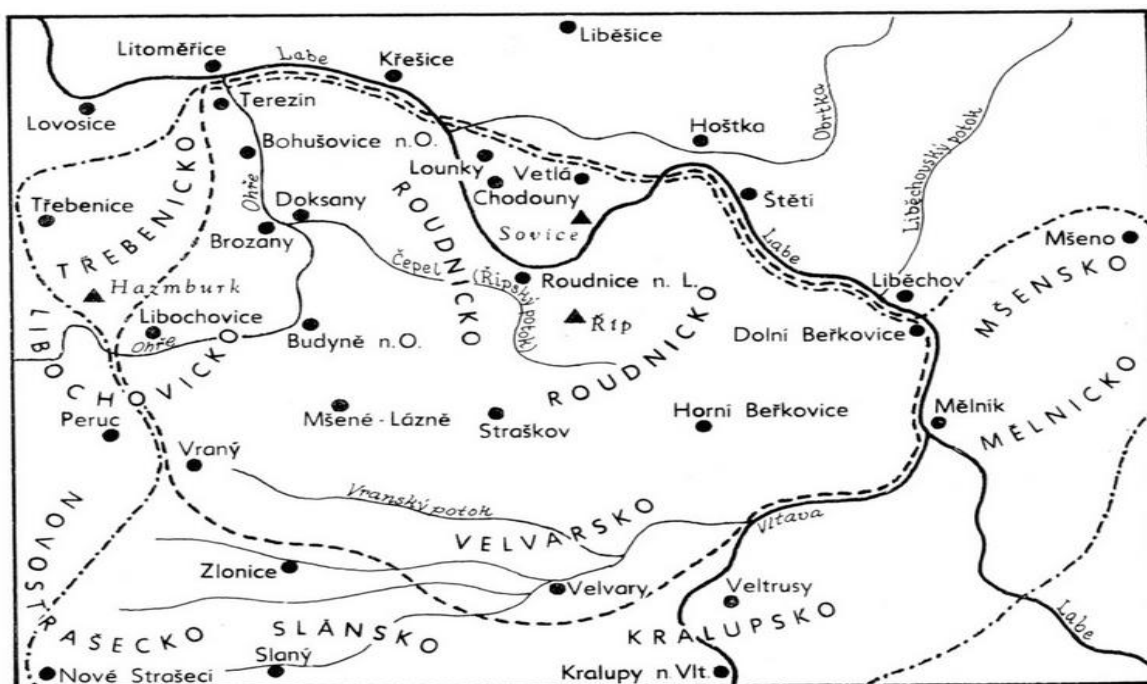 Liběšice
Litoměřice
Labe
Křešice
Lovosice
Terezín
Bohušovice n.O.
Hoštka
Obrtka
Liběchovský potok
Lounky
Vetlá
Chodouny
Štětí
Třebenice
TŘEBENICKO
Ohře
Doksany
Brozany
ROUDNICKO
Sovice
Labe
Mšeno
MŠENSKO
Čepel (Řipský potok)
Roudnice n. L.
Liběchov
Hazmburk
Libochovice
Ohře
LIBOCHOVICKO
Budyně n.O.
Říp
ROUDNICKO
Dolní Beřkovice
Peruc
Mšené-Lázně
Straškov
Horní Beřkovice
Mělník
MĚLNICKO
Vraný
Vranský potok
VELVARSKO
Vltava
NOVOSTRAŠECKO
Zlonice
Velvary
Veltrusy
SLÁNSKO
KRALUPSKO
Labe
Nové Strašecí
Slaný
Kralupy n. Vlt.